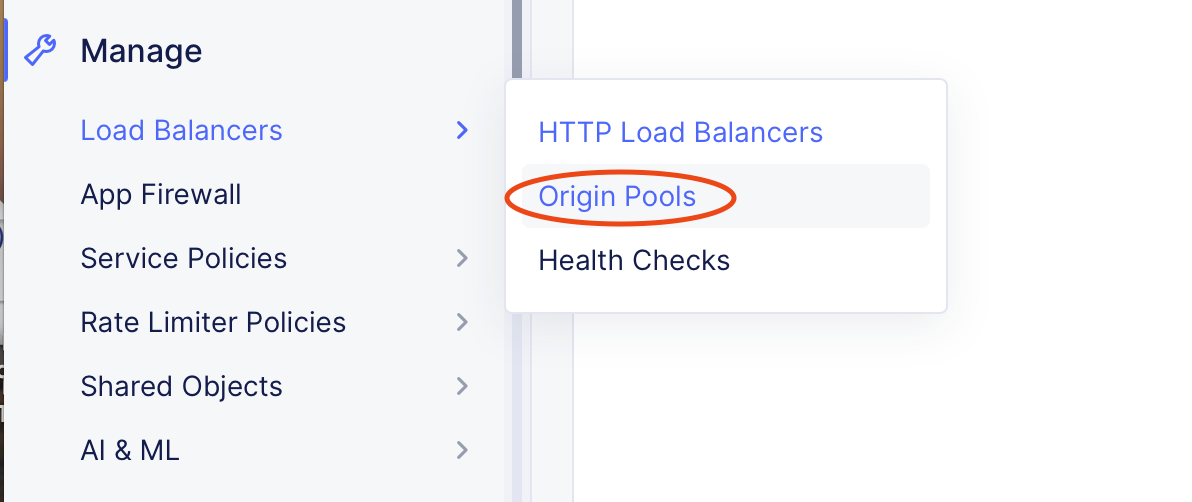 Manage
Load Balancers
App Firewall
Service Policies
Rate Limiter Policies
Shared Objects
AI & ML
HTTP Load Balancers
Origin Pools
Health Checks